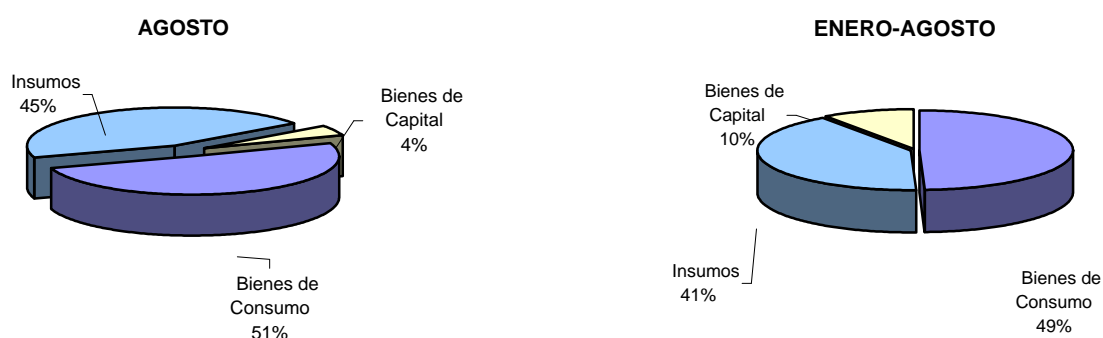 AGOSTO
Insumos
45%
Bienes de
Capital
4%
Bienes de
Consumo
51%
ENERO-AGOSTO
Bienes de
Capital
10%
Insumos
41%
Bienes de
Consumo
49%